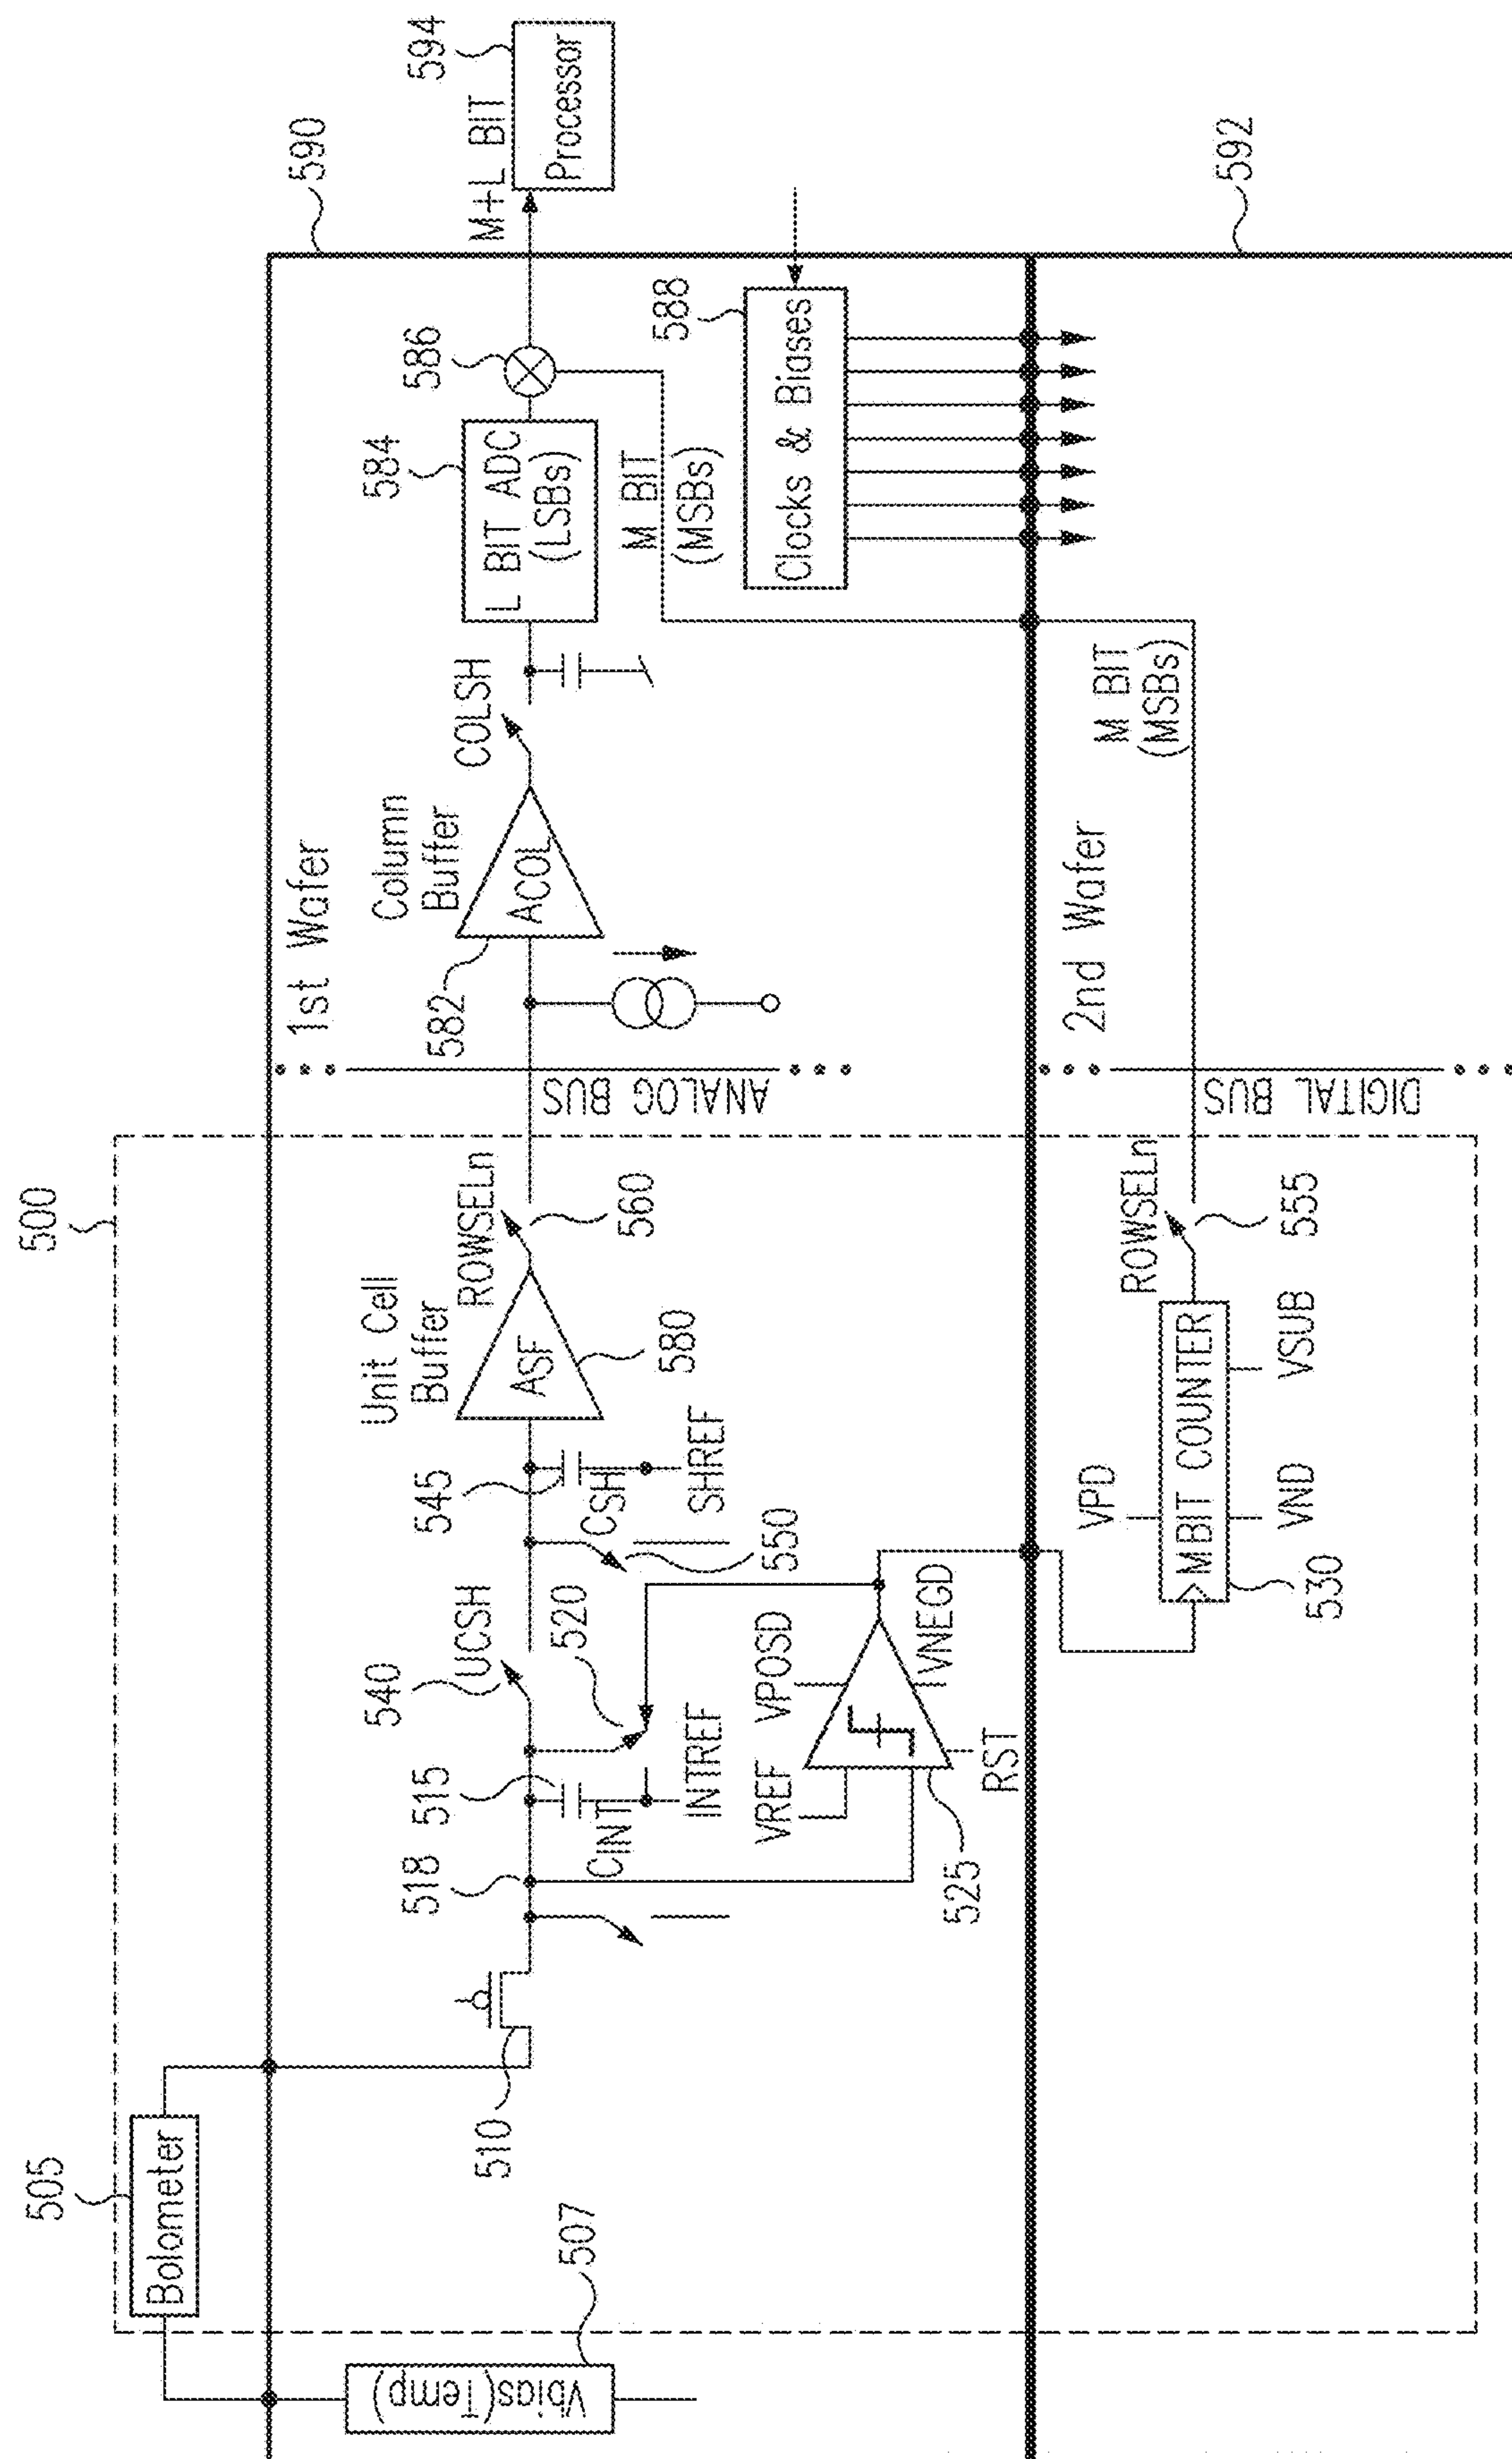 500
505
Bolometer
507
Vbias(Temp)
510
518
515
CINT
INTREF
520
540
UCSH
550
545
CSH
SHREF
Unit Cell
Buffer
ASF
580
ROWSELn
560
VREF
VPOSD
VNEGD
RST
525
ANALOG BUS
1st Wafer
582
Column
Buffer
ACOL
COLSH
584
L BIT ADC
(LSBs)
586
M BIT
(MSBs)
588
Clocks & Biases
590
M+L BIT
594
Processor
530
M BIT COUNTER
VPD
VND
VSUB
ROWSELn
555
DIGITAL BUS
2nd Wafer
M BIT
(MSBs)
592